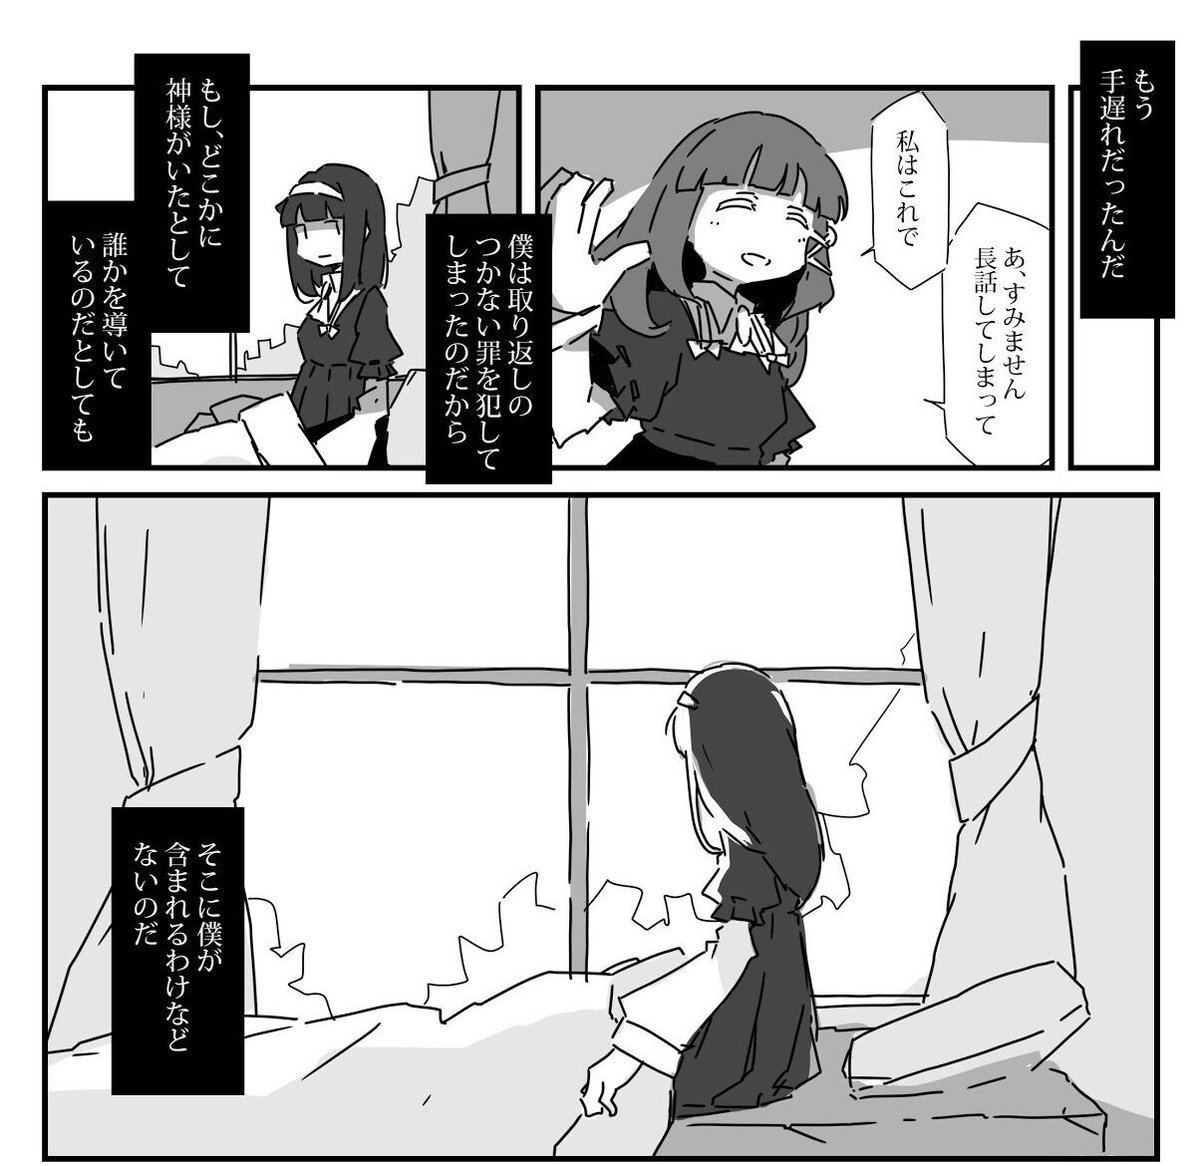 もう
手遅れだったんだ
あ、すみません
長話してしまって
私はこれで
僕は取り返しの
つかない罪を犯して
しまったのだから
もし、どこかに
神様がいたとして
誰かを導いて
いるのだとしても
そこに僕が
含まれるわけなど
ないのだ